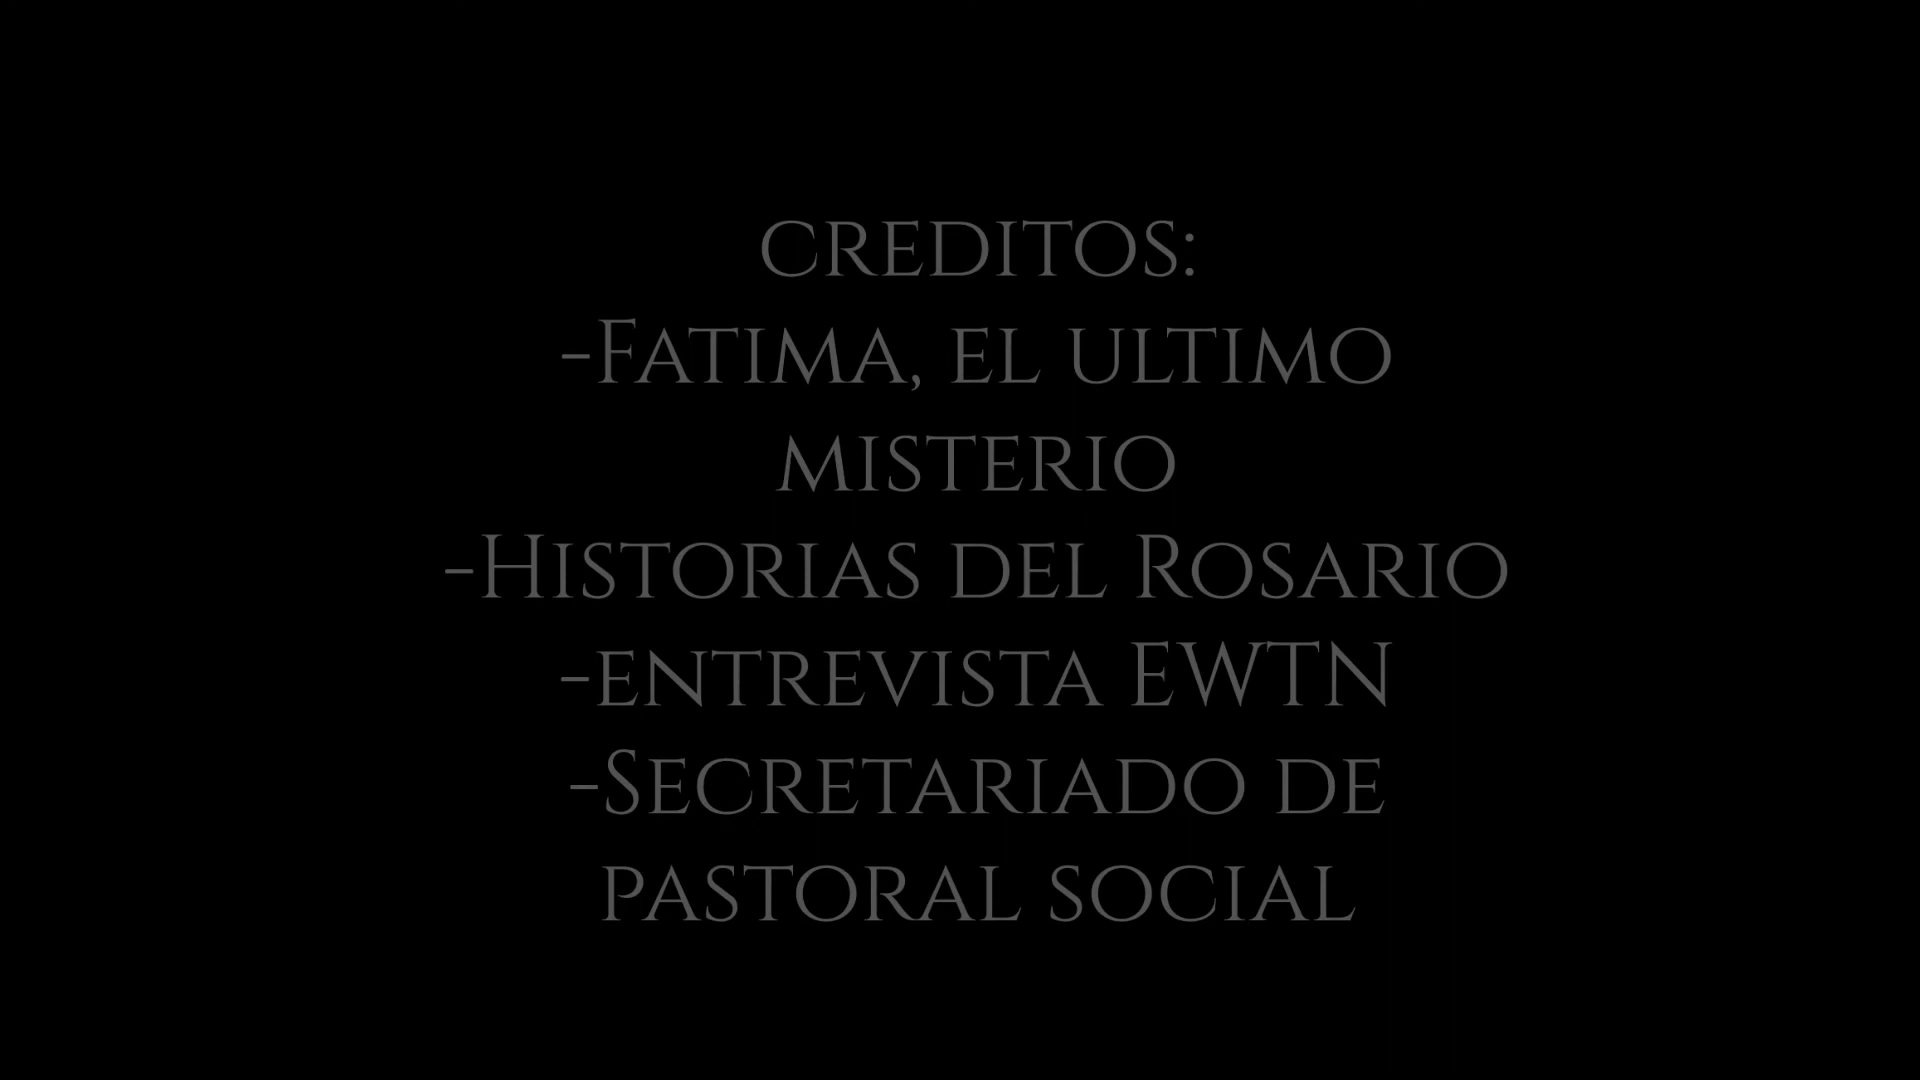 creditos:
-Fatima, el ultimo
misterio
-Historias del Rosario
-entrevista EWTN
-Secretariado de
pastoral social